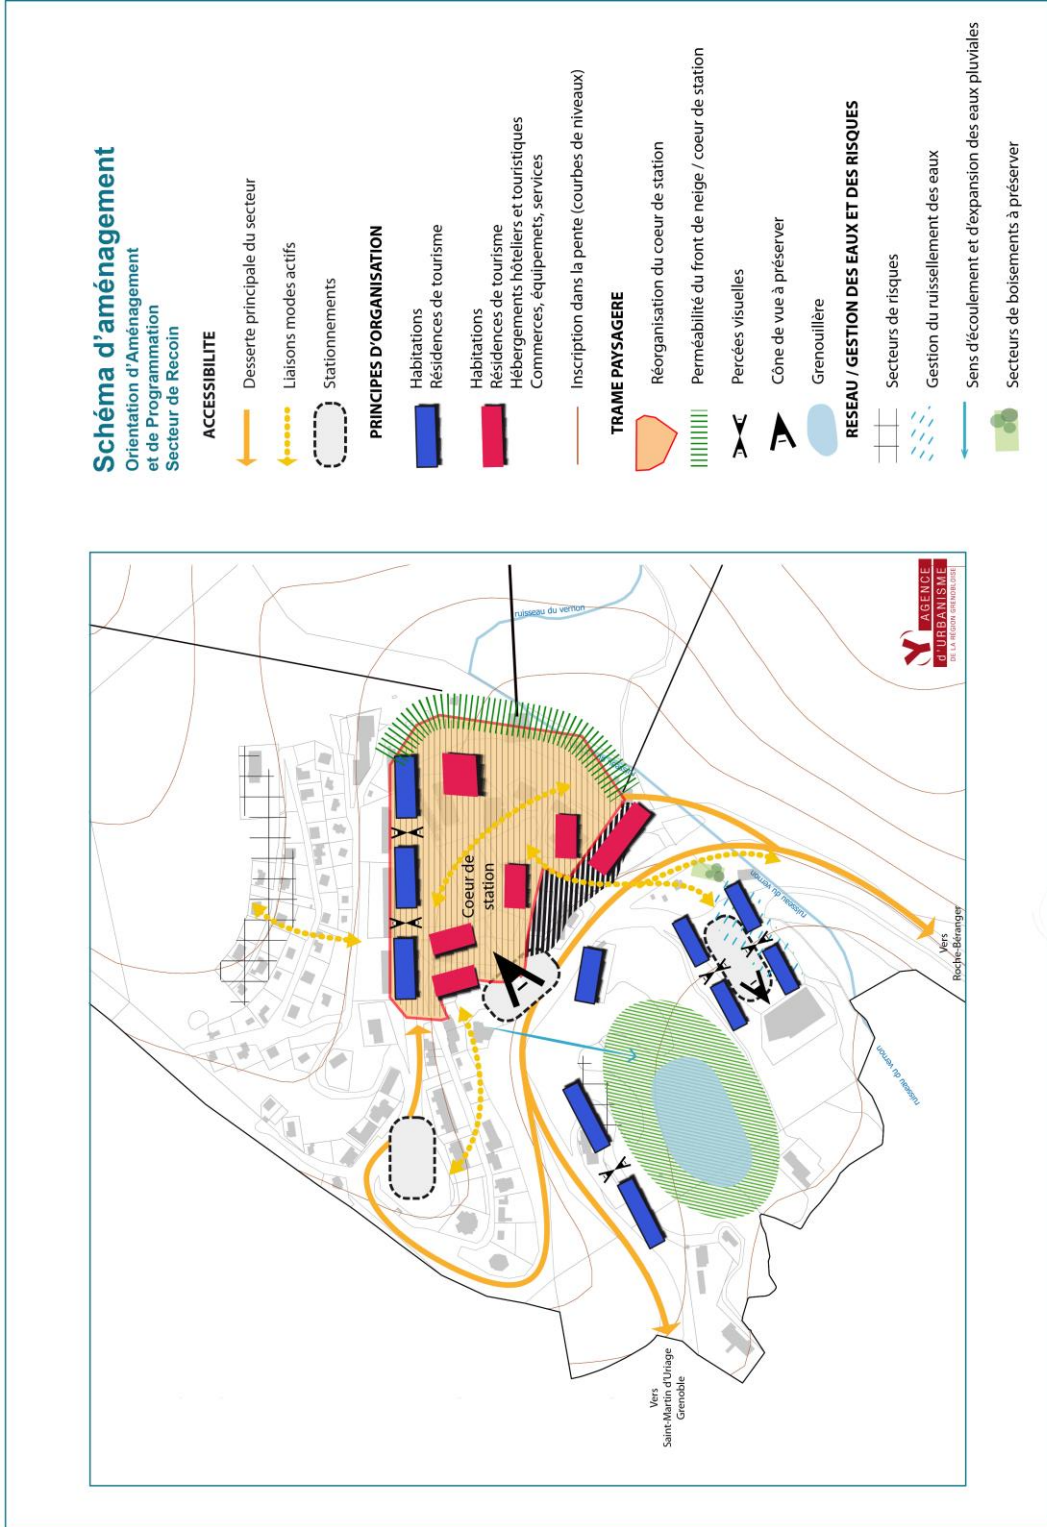 Schéma d'aménagement
Orientation d'Aménagement
et de Programmation
Secteur de Recoin
ACCESSIBILITE
Desserte principale du secteur
Liaisons modes actifs
Stationnements
PRINCIPES D'ORGANISATION
Habitations
Résidences de tourisme
Habitations
Résidences de tourisme
Hébergements hôteliers et touristiques
Commerces, équipemets, services
Inscription dans la pente (courbes de niveaux)
TRAME PAYSAGERE
Réorganisation du coeur de station
Perméabilité du front de neige / coeur de station
Percées visuelles
Cône de vue à préserver
Grenouillère
RESEAU / GESTION DES EAUX ET DES RISQUES
Secteurs de risques
Gestion du ruissellement des eaux
Sens d'écoulement et d'expansion des eaux pluviales
Secteurs de boisements à préserver
Coeur de
station
ruisseau du vernon
ruisseau du vernon
ruisseau du vernon
Vers
Roche-Béranger
Vers
Saint-Martin d'Uriage
Grenoble
AGENCE
d'URBANISME
DE LA RÉGION GRENOBLOISE